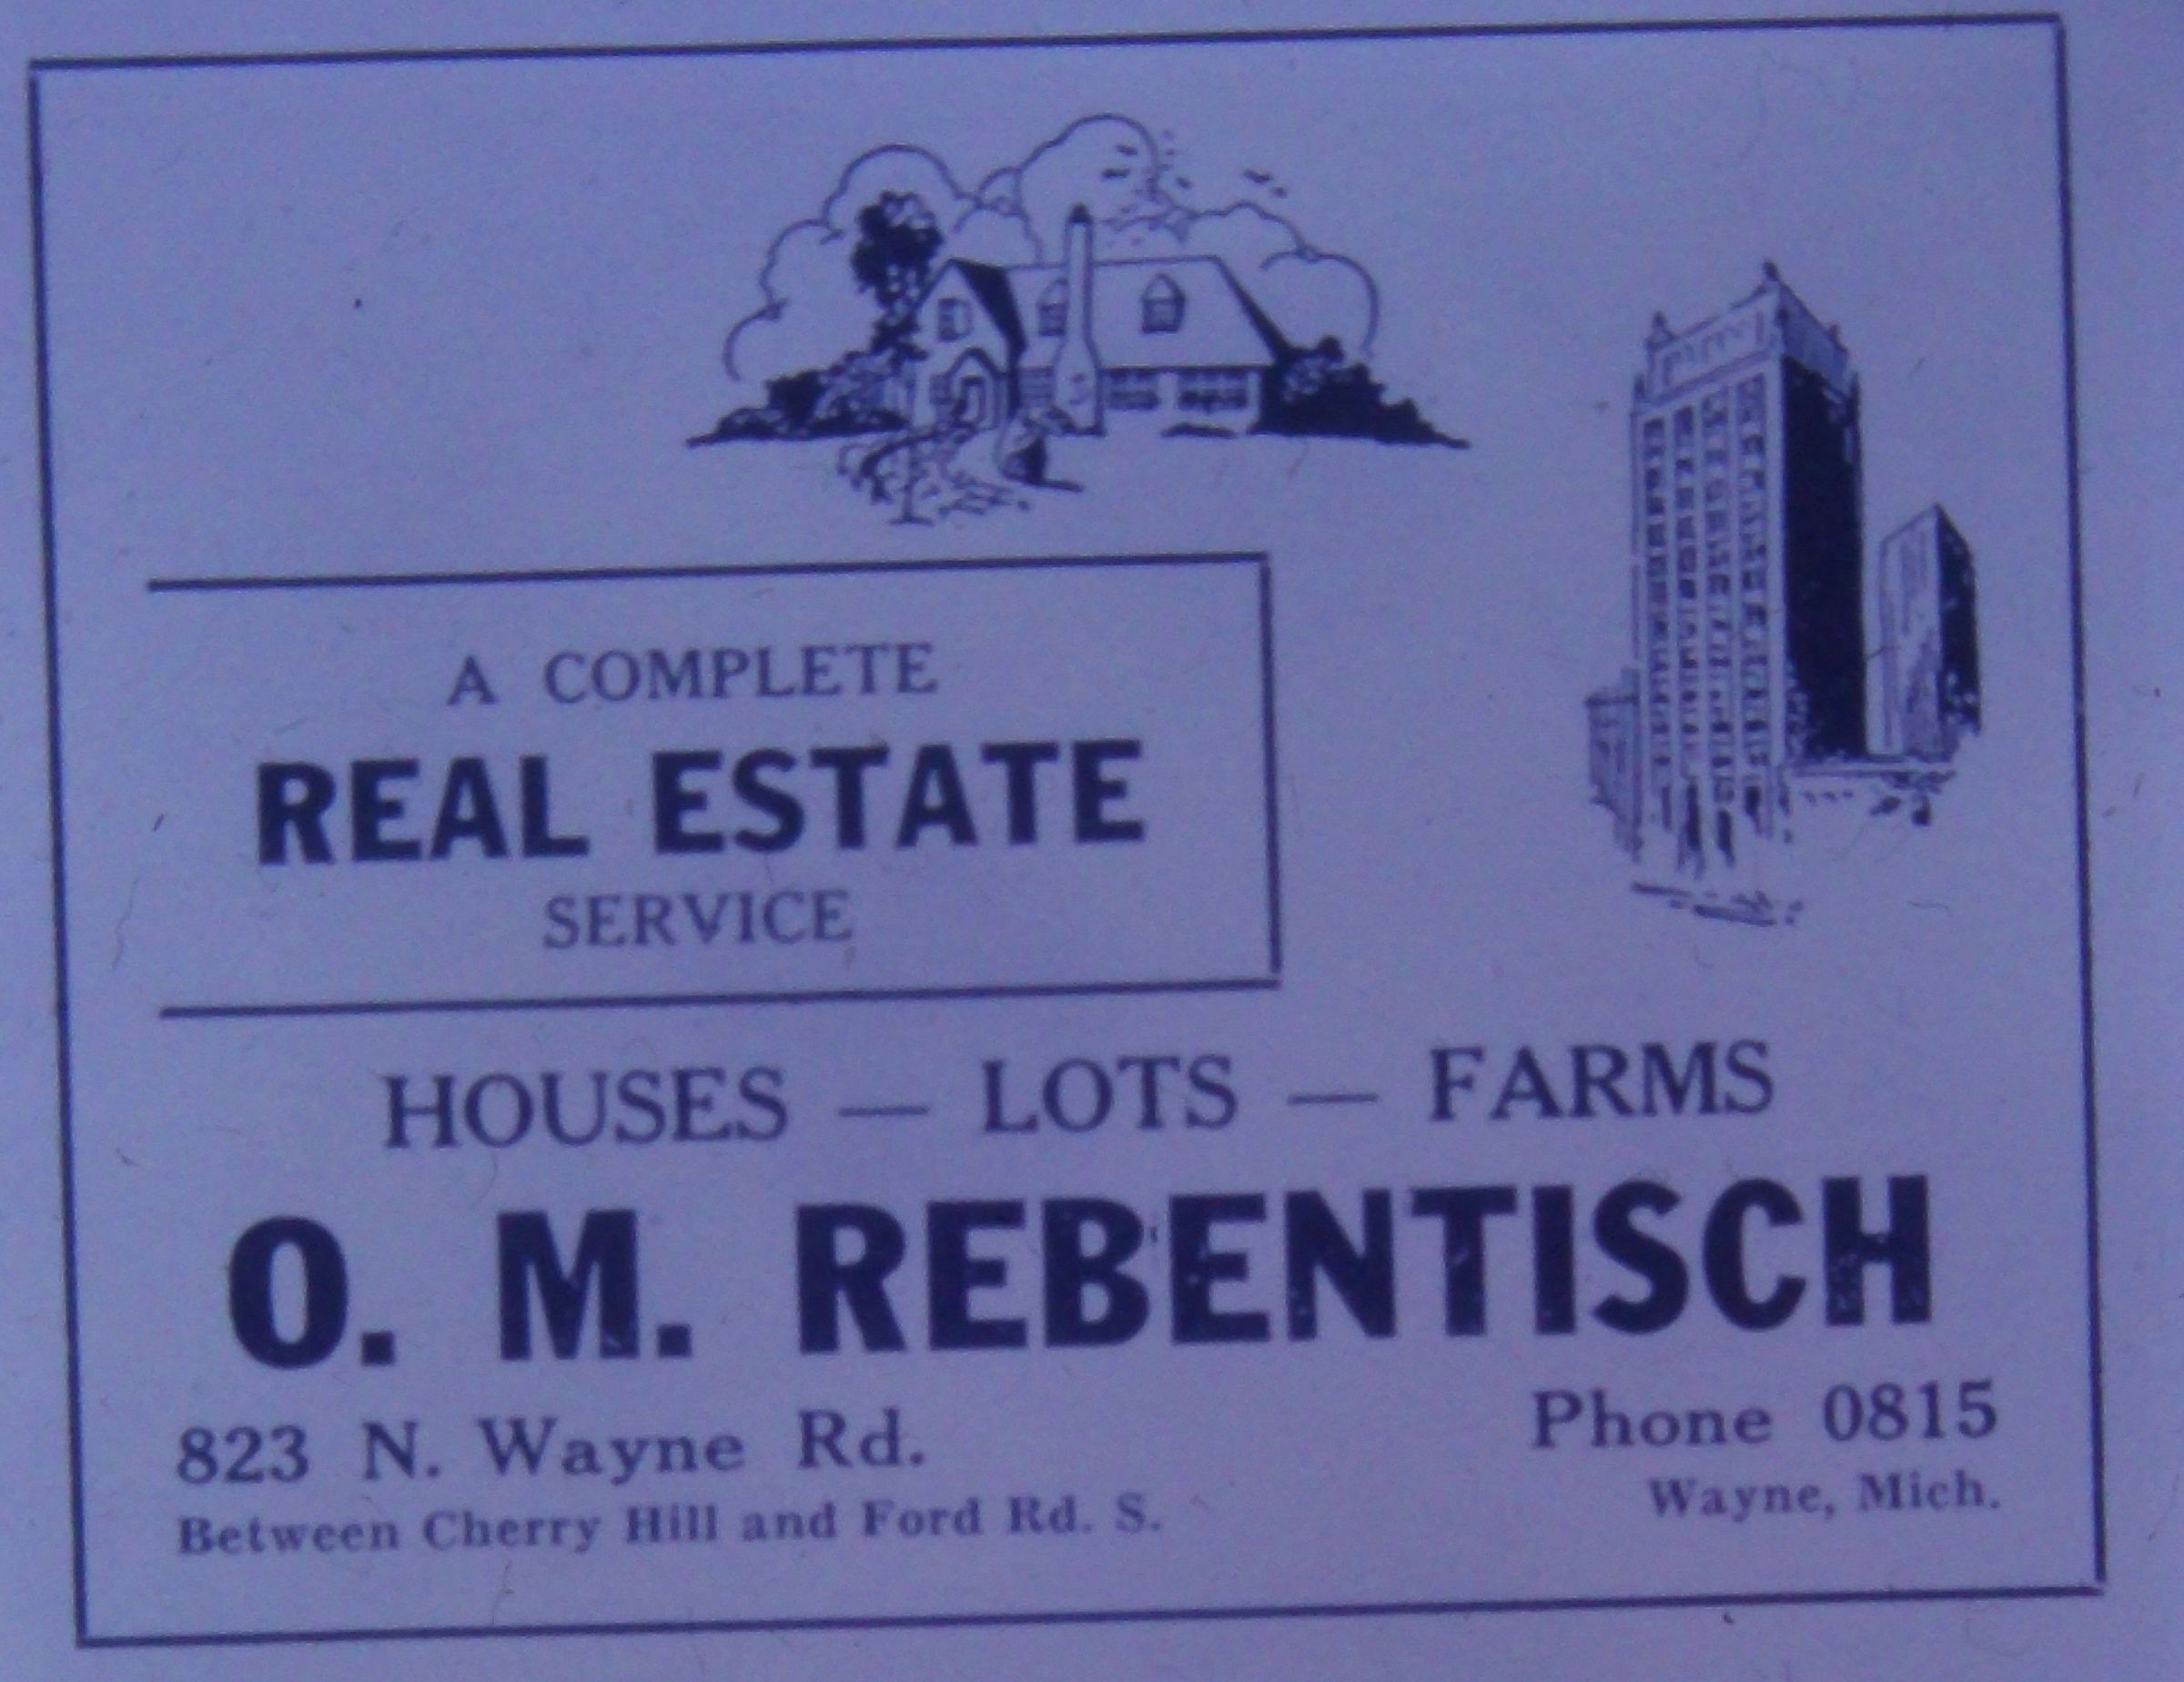 A COMPLETE
REAL ESTATE
SERVICE
HOUSES — LOTS — FARMS
O. M. REBENTISCH
823 N. Wayne Rd.
Between Cherry Hill and Ford Rd. S.
Phone 0815
Wayne, Mich.